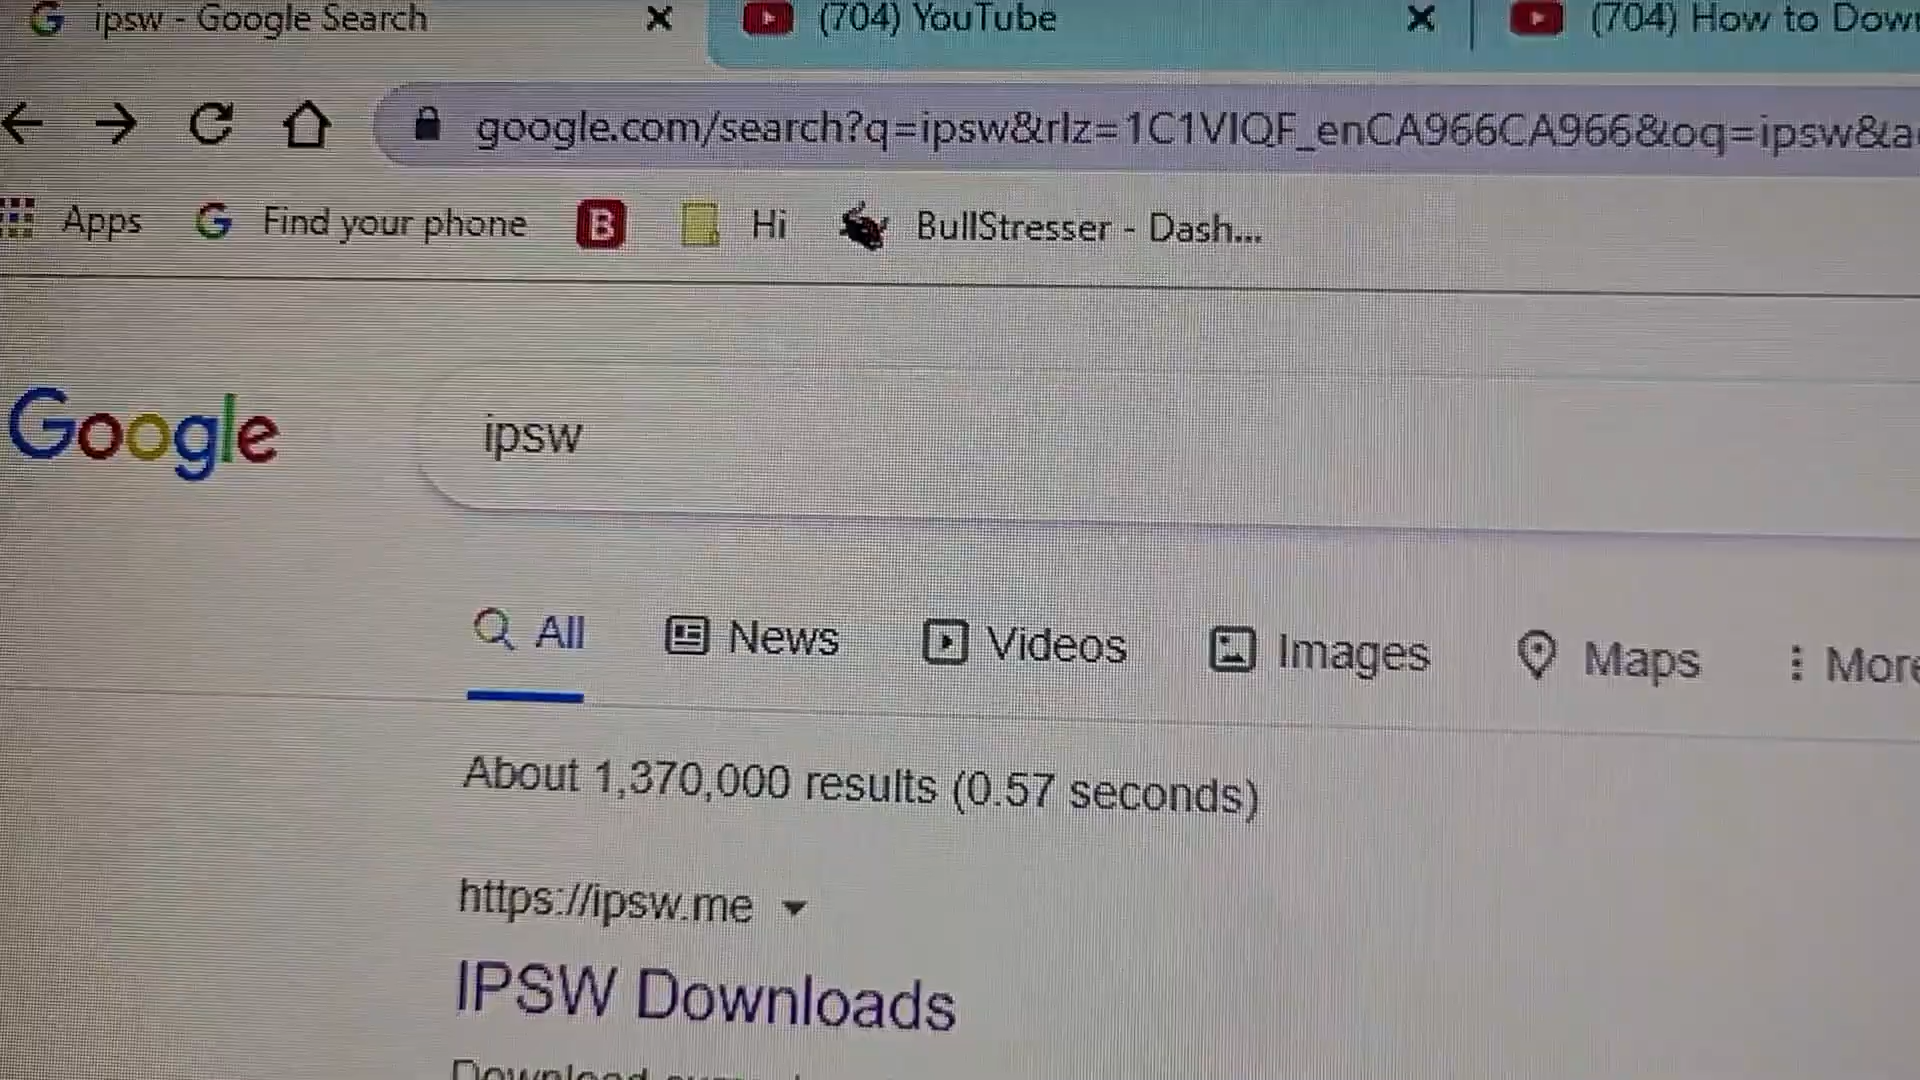 ipsw - Google Search
(704) YouTube
(704) How to Down
google.com/search?q=ipsw&rlz=1C1VIQF_enCA966CA966&oq=ipsw&a
Apps
Find your phone
B
Hi
BullStresser - Dash...
Google
ipsw
All
News
Videos
Images
Maps
More
About 1,370,000 results (0.57 seconds)
https://ipsw.me
IPSW Downloads
Download